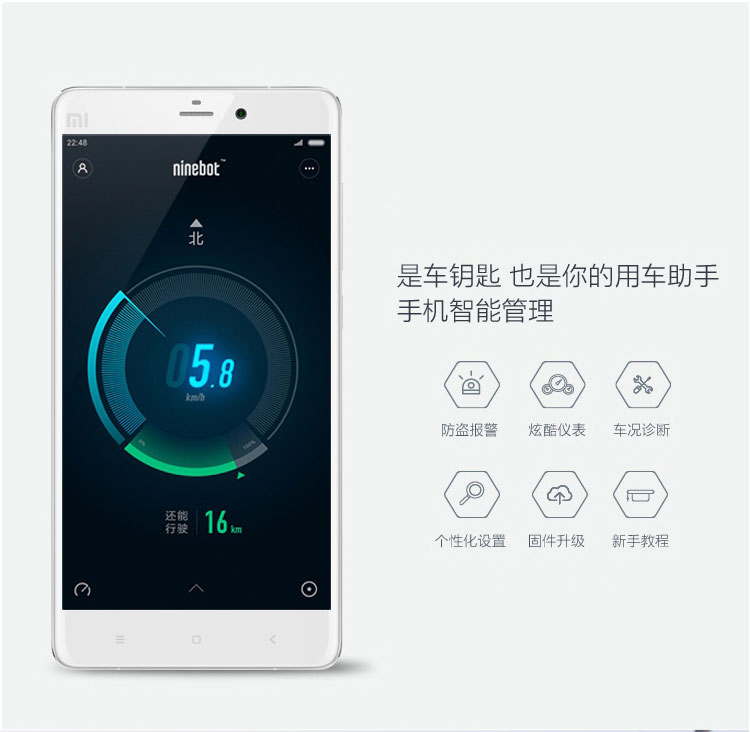 mi
22:48
ninebot™
北
05.8
km/h
0%
100%
还能
行驶
16 km
是车钥匙 也是你的用车助手
手机智能管理
防盗报警
炫酷仪表
车况诊断
个性化设置
固件升级
新手教程